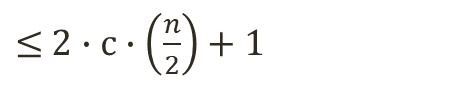 ≤ 2 · c · (n/2) + 1